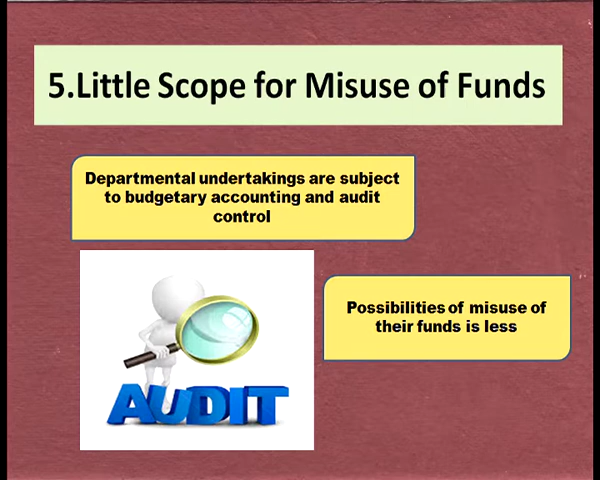 5.Little Scope for Misuse of Funds
Departmental undertakings are subject
to budgetary accounting and audit
control
Possibilities of misuse of
their funds is less
AUDIT